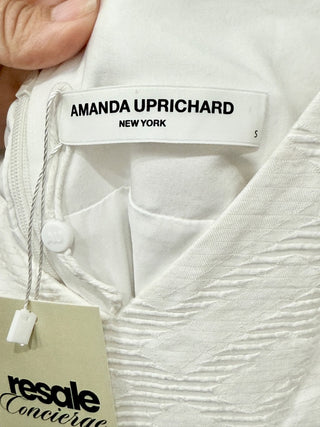 AMANDA UPRICHARD
NEW YORK
S
resale
Concierge